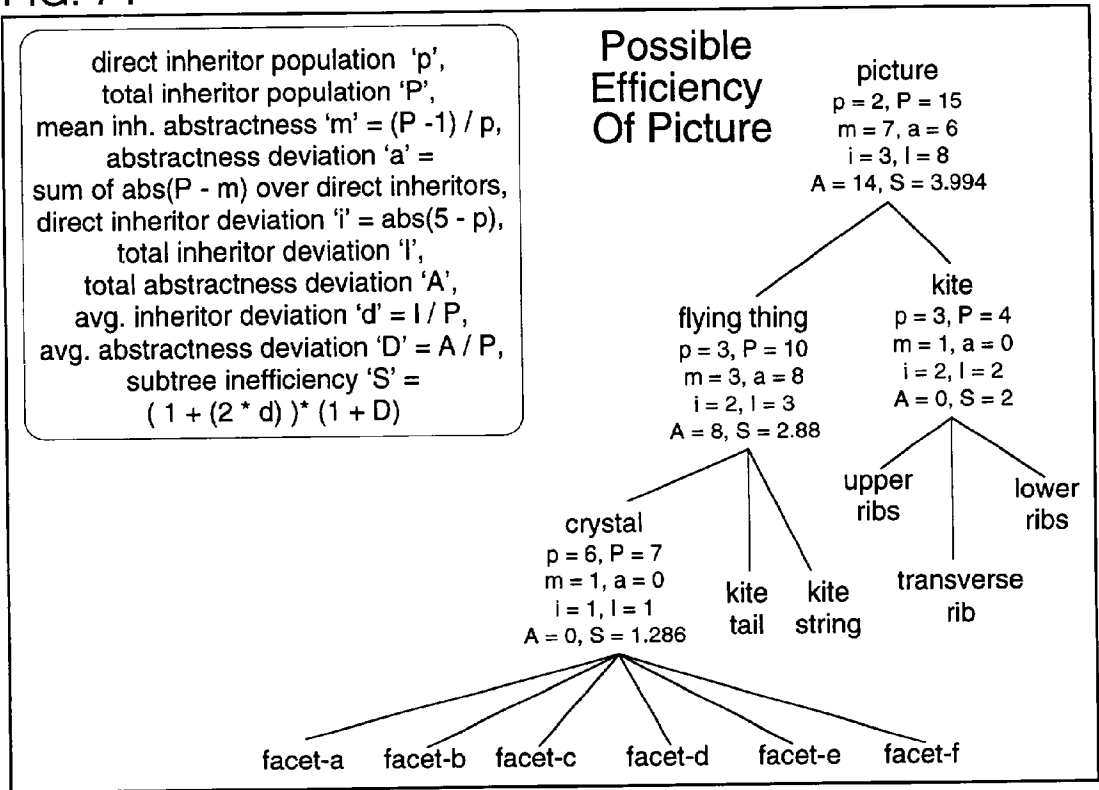 FIG.
direct inheritor population 'p',
total inheritor population 'P',
mean inh. abstractness 'm' = (P -1) / p,
abstractness deviation 'a' =
sum of abs(P - m) over direct inheritors,
direct inheritor deviation 'i' = abs(5 - p),
total inheritor deviation 'I',
total abstractness deviation 'A',
avg. inheritor deviation 'd' = I / P,
avg. abstractness deviation 'D' = A / P,
subtree inefficiency 'S' =
( 1 + (2 * d) )* (1 + D)
Possible
Efficiency
Of Picture
picture
p = 2, P = 15
m = 7, a = 6
i = 3, I = 8
A = 14, S = 3.994
flying thing
p = 3, P = 10
m = 3, a = 8
i = 2, I = 3
A = 8, S = 2.88
kite
p = 3, P = 4
m = 1, a = 0
i = 2, I = 2
A = 0, S = 2
crystal
p = 6, P = 7
m = 1, a = 0
i = 1, I = 1
A = 0, S = 1.286
kite
tail
kite
string
upper
ribs
transverse
rib
lower
ribs
facet-a
facet-b
facet-c
facet-d
facet-e
facet-f